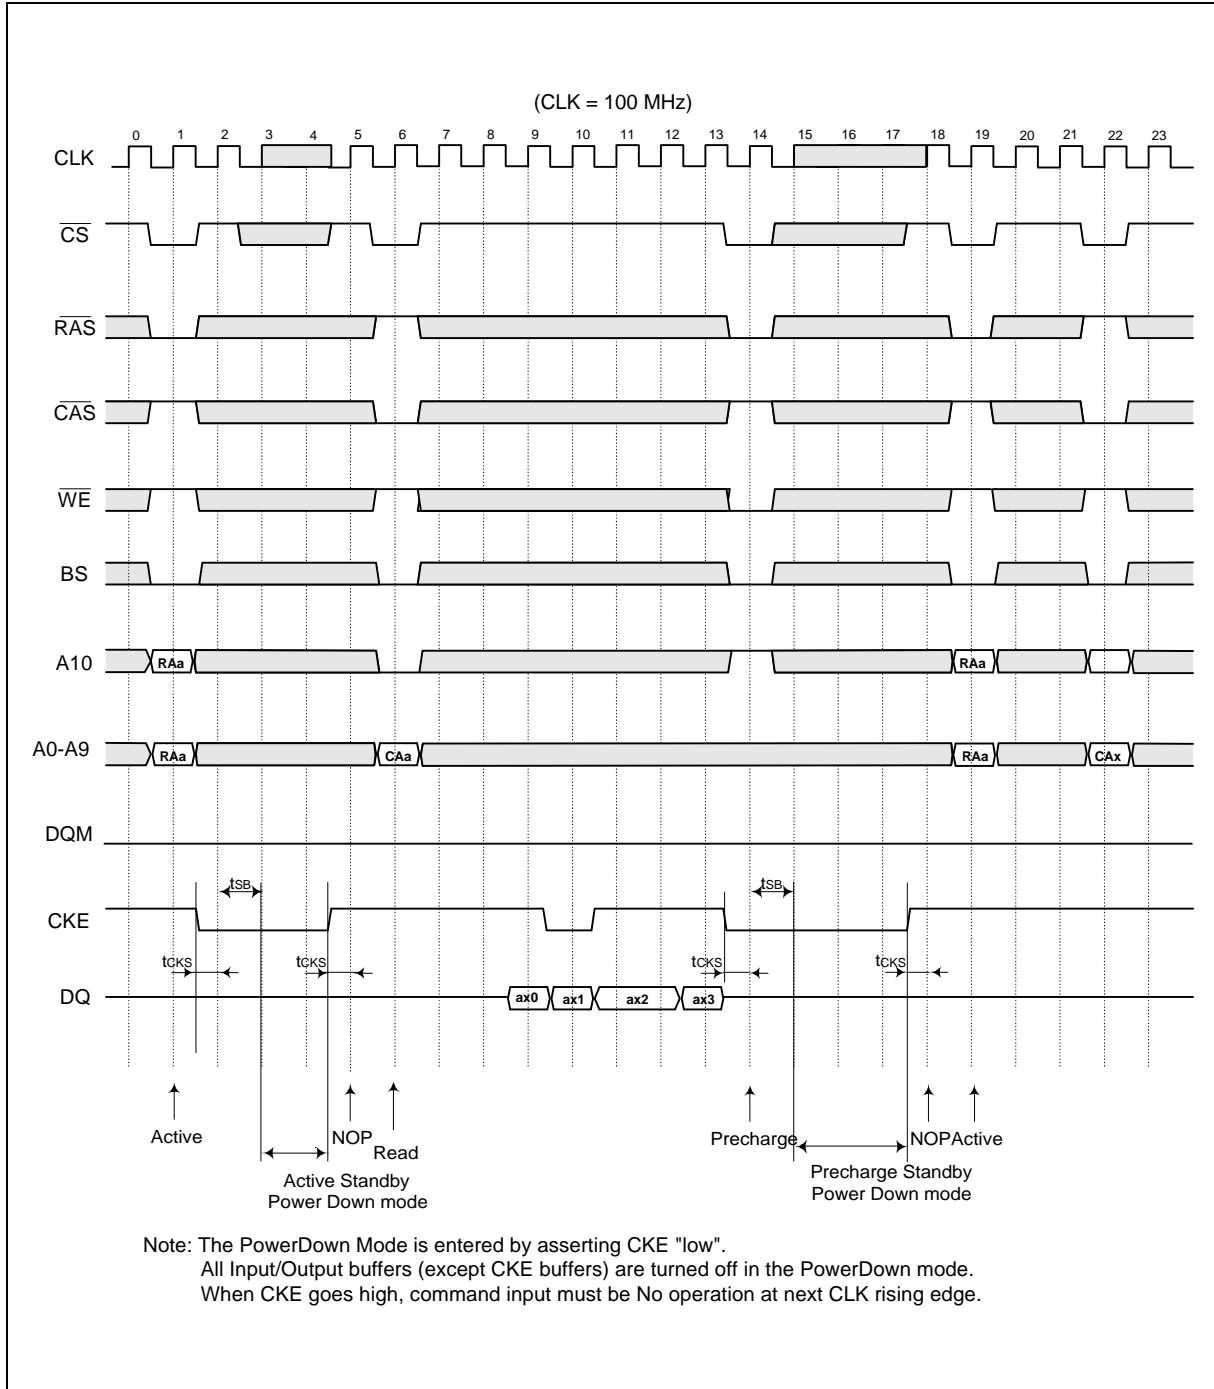 (CLK = 100 MHz)
0 1 2 3 4 5 6 7 8 9 10 11 12 13 14 15 16 17 18 19 20 21 22 23
CLK
CS
RAS
CAS
WE
BS
A10 RAa RAa
A0-A9 RAa CAa RAa CAx
DQM
tSB tSB
CKE
tCKS tCKS tCKS tCKS
DQ ax0 ax1 ax2 ax3
Active NOP Read Precharge NOP Active
Active Standby
Power Down mode
Precharge Standby
Power Down mode
Note: The PowerDown Mode is entered by asserting CKE "low".
All Input/Output buffers (except CKE buffers) are turned off in the PowerDown mode.
When CKE goes high, command input must be No operation at next CLK rising edge.